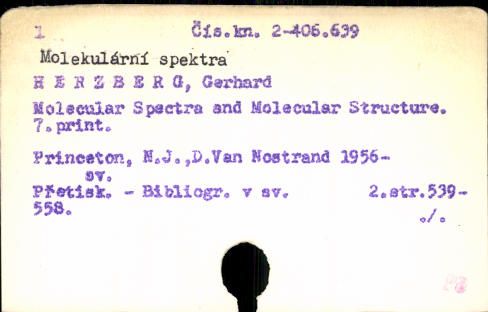 1 Čís.kn. 2-406.639
Molekulární spektra
H E R Z B E R G, Gerhard
Molecular Spectra and Molecular Structure.
7.print.
Princeton, N.J.,D.Van Nostrand 1956-
sv.
Přetisk. - Bibliogr. v sv. 2.str.539-
558.
./.